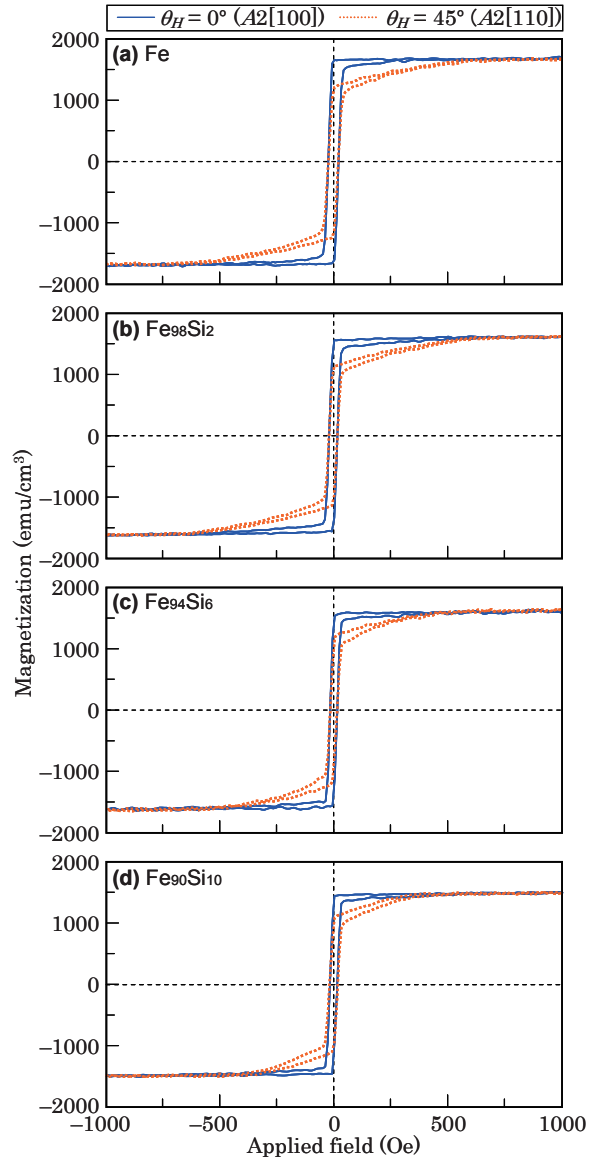 θH = 0° (A2[100]) θH = 45° (A2[110])
(a) Fe
2000
1000
0
−1000
−2000
(b) Fe98Si2
2000
1000
0
−1000
−2000
(c) Fe94Si6
2000
1000
0
−1000
−2000
(d) Fe90Si10
2000
1000
0
−1000
−2000
Magnetization (emu/cm³)
−1000 −500 0 500 1000
Applied field (Oe)